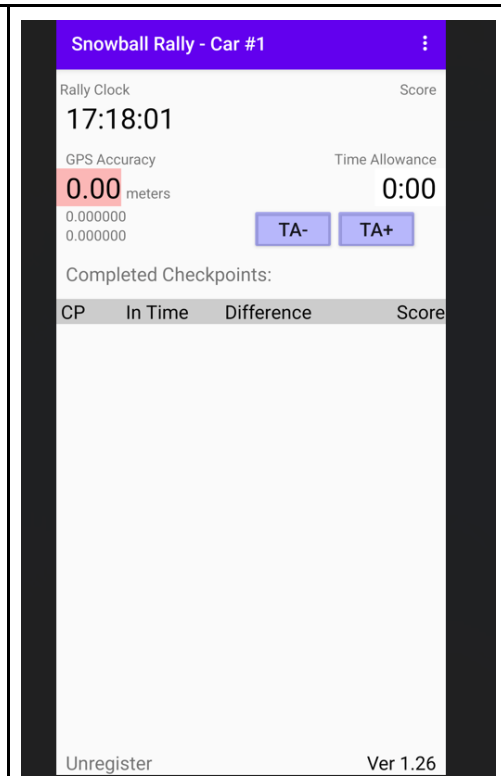 Snowball Rally - Car #1
Rally Clock Score
17:18:01
GPS Accuracy Time Allowance
0.00 meters 0:00
0.000000
0.000000
TA- TA+
Completed Checkpoints:
CP In Time Difference Score
Unregister Ver 1.26